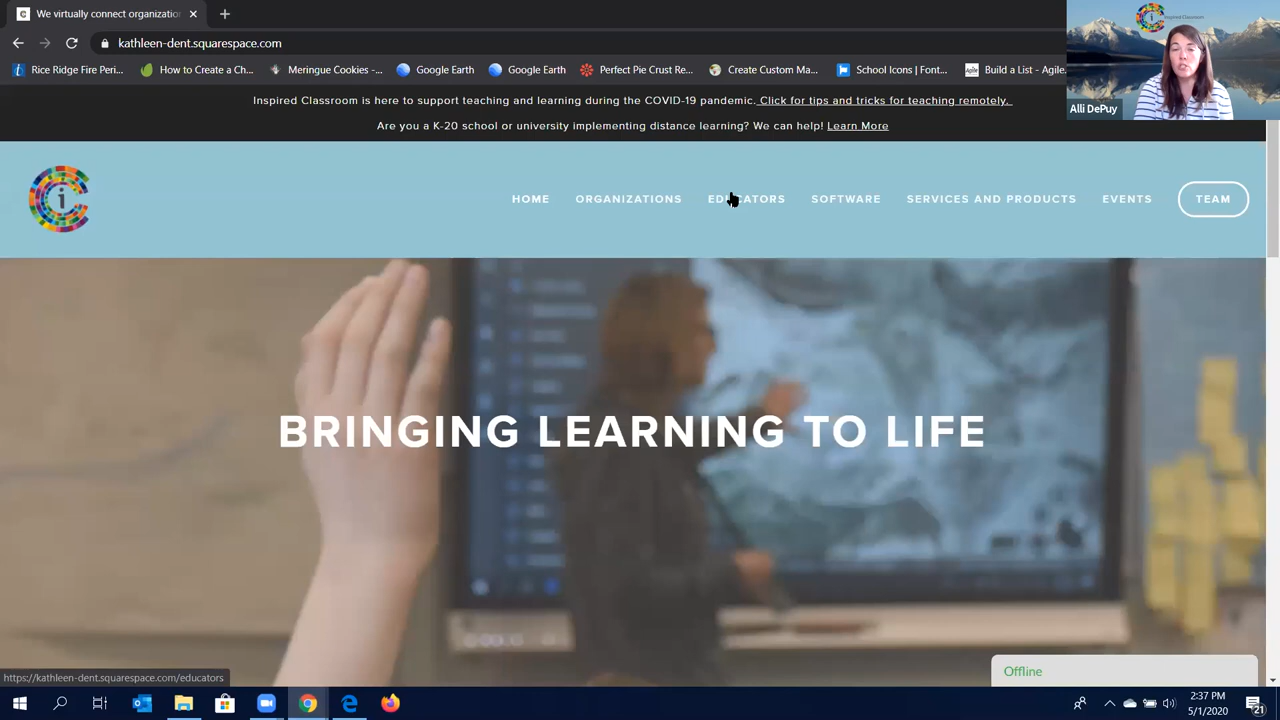 We virtually connect organization
kathleen-dent.squarespace.com
Rice Ridge Fire Peri...
How to Create a Ch...
Meringue Cookies -...
Google Earth
Google Earth
Perfect Pie Crust Re...
Create Custom Ma...
School Icons | Font...
Build a List - Agile
Inspired Classroom
Alli DePuy
Inspired Classroom is here to support teaching and learning during the COVID-19 pandemic. Click for tips and tricks for teaching remotely.
Are you a K-20 school or university implementing distance learning? We can help! Learn More
HOME ORGANIZATIONS EDUCATORS SOFTWARE SERVICES AND PRODUCTS EVENTS TEAM
BRINGING LEARNING TO LIFE
Offline
https://kathleen-dent.squarespace.com/educators
2:37 PM
5/1/2020
21